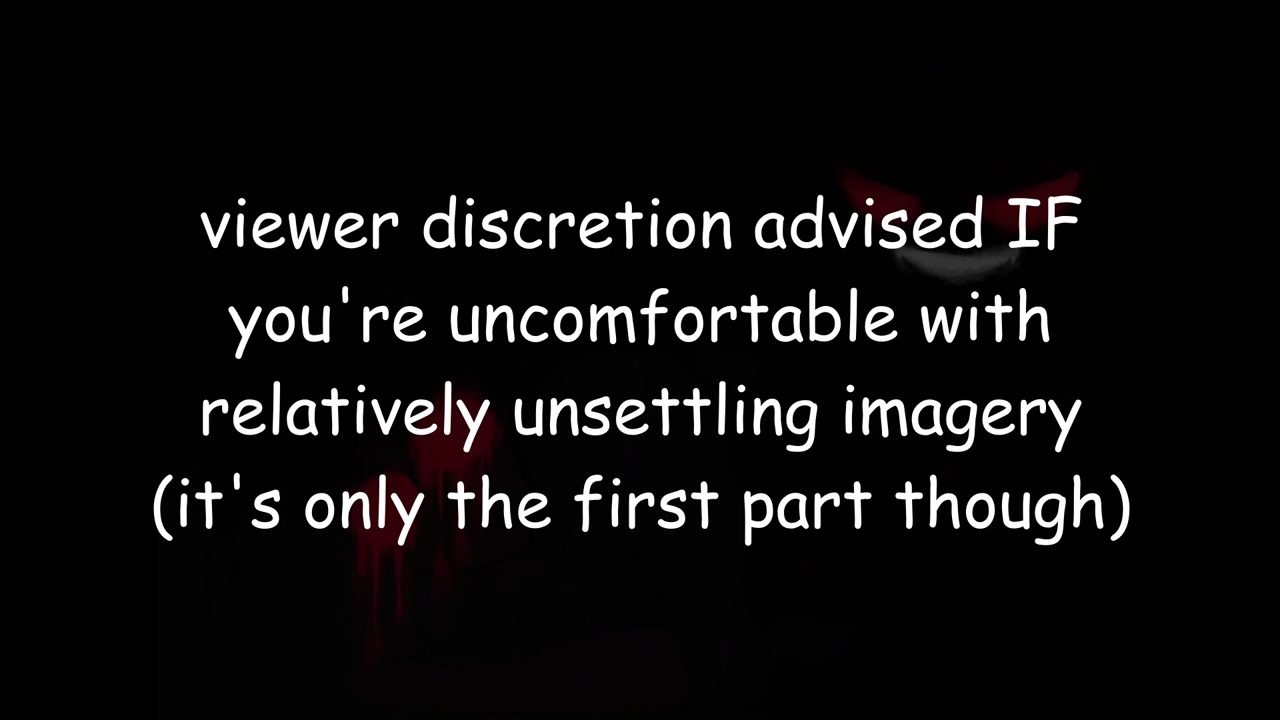 viewer discretion advised IF
you're uncomfortable with
relatively unsettling imagery
(it's only the first part though)